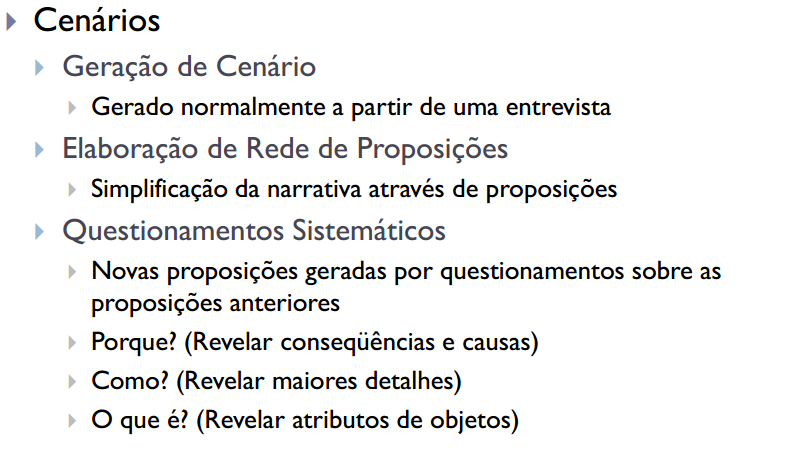 Cenários
Geração de Cenário
Gerado normalmente a partir de uma entrevista
Elaboração de Rede de Proposições
Simplificação da narrativa através de proposições
Questionamentos Sistemáticos
Novas proposições geradas por questionamentos sobre as
proposições anteriores
Porque? (Revelar conseqüências e causas)
Como? (Revelar maiores detalhes)
O que é? (Revelar atributos de objetos)